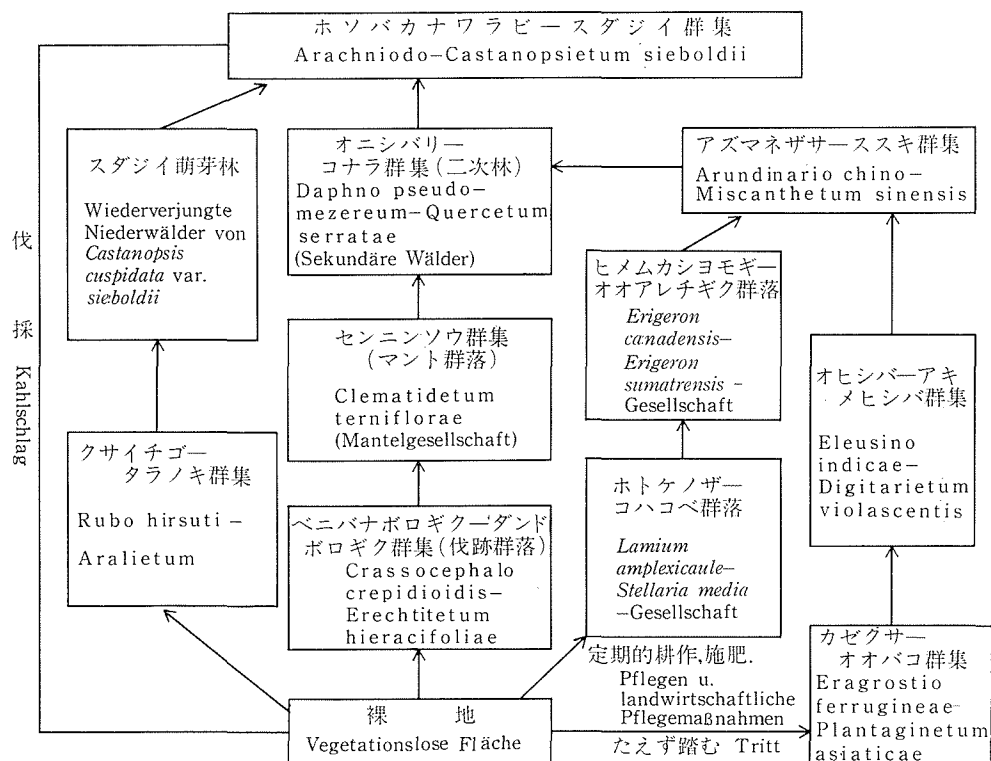 ホソバカナワラビ―スダジイ群集
Arachniodo–Castanopsietum sieboldii
スダジイ萌芽林
Wiederverjungte
Niederwälder von
Castanopsis
cuspidata var.
sieboldii
オニシバリ―
コナラ群集(二次林)
Daphno pseudo-
mezereum–Quercetum
serratae
(Sekundäre Wälder)
アズマネザサ―ススキ群集
Arundinario chino–
Miscanthetum sinensis
伐採 Kahlschlag
センニンソウ群集
(マント群落)
Clematidetum
terniflorae
(Mantelgesellschaft)
ヒメムカシヨモギ―
オオアレチギク群落
Erigeron
canadensis–
Erigeron
sumatrensis –
Gesellschaft
オヒシバ―アキ
メヒシバ群集
Eleusino
indicae–
Digitarietum
violascentis
クサイチゴ―
タラノキ群集
Rubo hirsuti –
Aralietum
ベニバナボロギク―ダンド
ボロギク群集(伐跡群落)
Crassocephalo
crepidioidis–
Erechtitetum
hieracifoliae
ホトケノザ―
コハコベ群落
Lamium
amplexicaule–
Stellaria media
–Gesellschaft
カゼクサ―
オオバコ群集
Eragrostio
ferrugineae–
Plantaginetum
asiaticae
定期的耕作,施肥.
Pflegen u.
landwirtschaftliche
Pflegemaßnahmen
たえず踏む Tritt
裸地
Vegetationslose Fläche